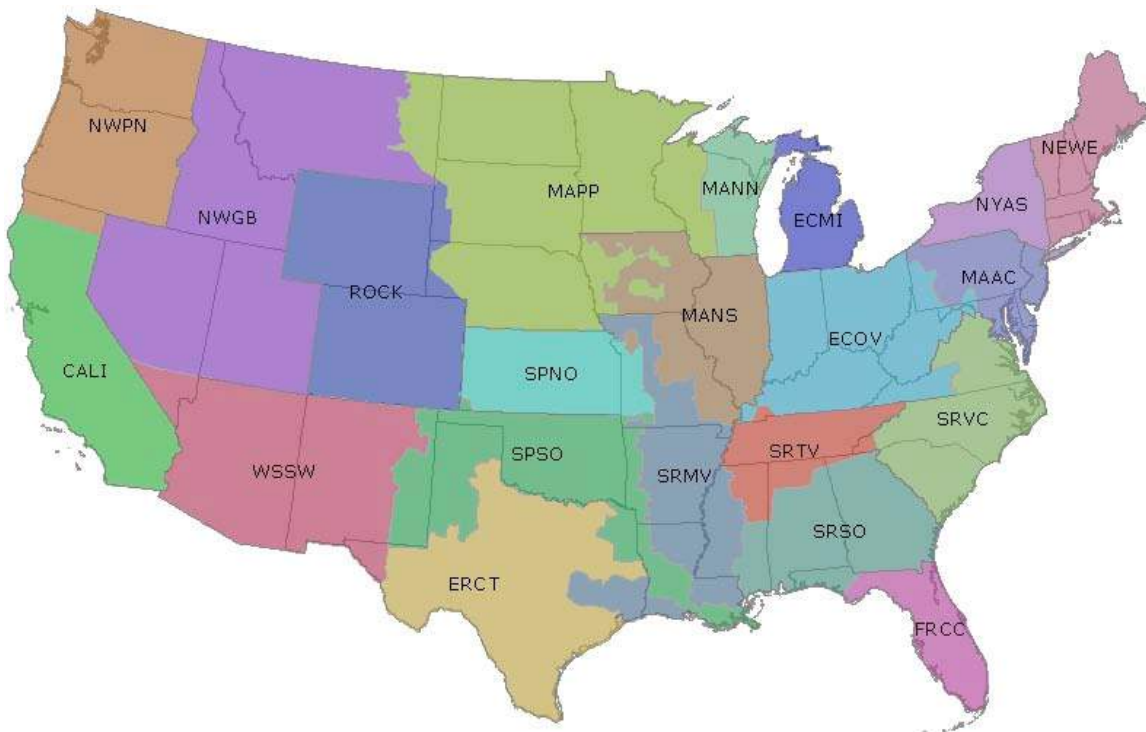 NWPN
NEWE
MAPP
MANN
NYAS
NWGB
ECMI
MAAC
ROCK
MANS
ECOV
CALI
SPNO
SRVC
SPSO
SRTV
WSSW
SRMV
SRSO
ERCT
FRCC